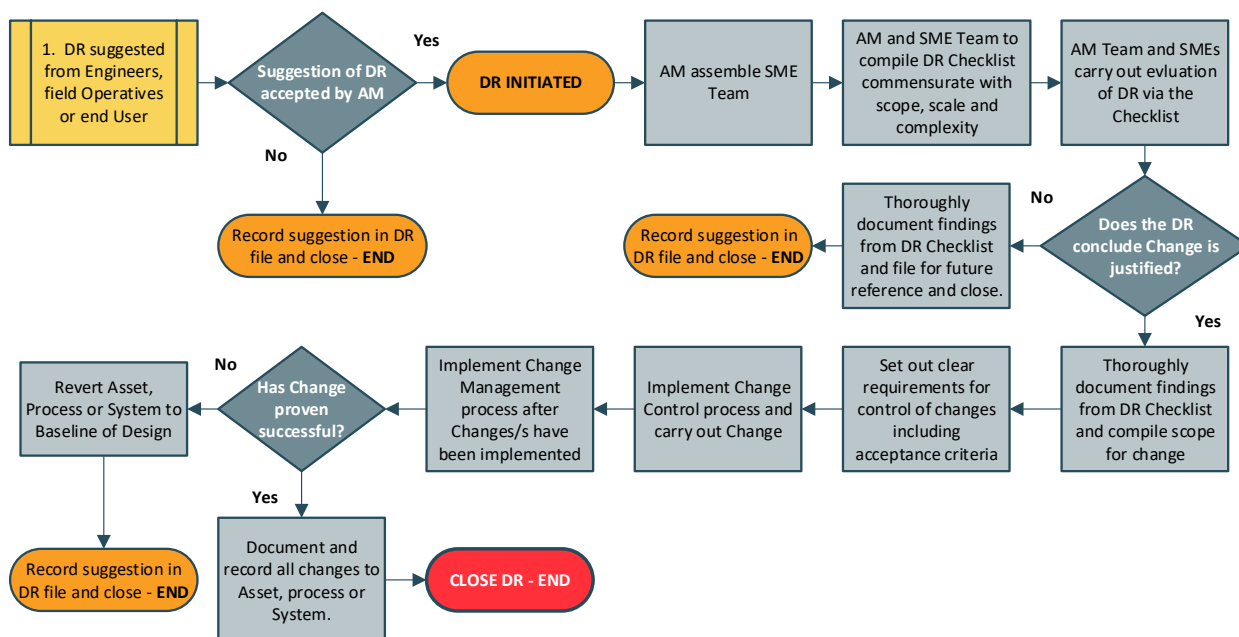 1. DR suggested
from Engineers,
field Operatives
or end User
Suggestion of DR
accepted by AM
Yes
No
DR INITIATED
AM assemble SME
Team
AM and SME Team to
compile DR Checklist
commensurate with
scope, scale and
complexity
AM Team and SMEs
carry out evluation
of DR via the
Checklist
Record suggestion in DR
file and close - END
Does the DR
conclude Change is
justified?
No
Yes
Thoroughly
document findings
from DR Checklist
and file for future
reference and close.
Record suggestion in
DR file and close - END
Thoroughly
document findings
from DR Checklist
and compile scope
for change
Set out clear
requirements for
control of changes
including
acceptance criteria
Implement Change
Control process and
carry out Change
Implement Change
Management
process after
Changes/s have
been implemented
Has Change
proven
successful?
No
Yes
Revert Asset,
Process or System to
Baseline of Design
Record suggestion in
DR file and close - END
Document and
record all changes to
Asset, process or
System.
CLOSE DR - END